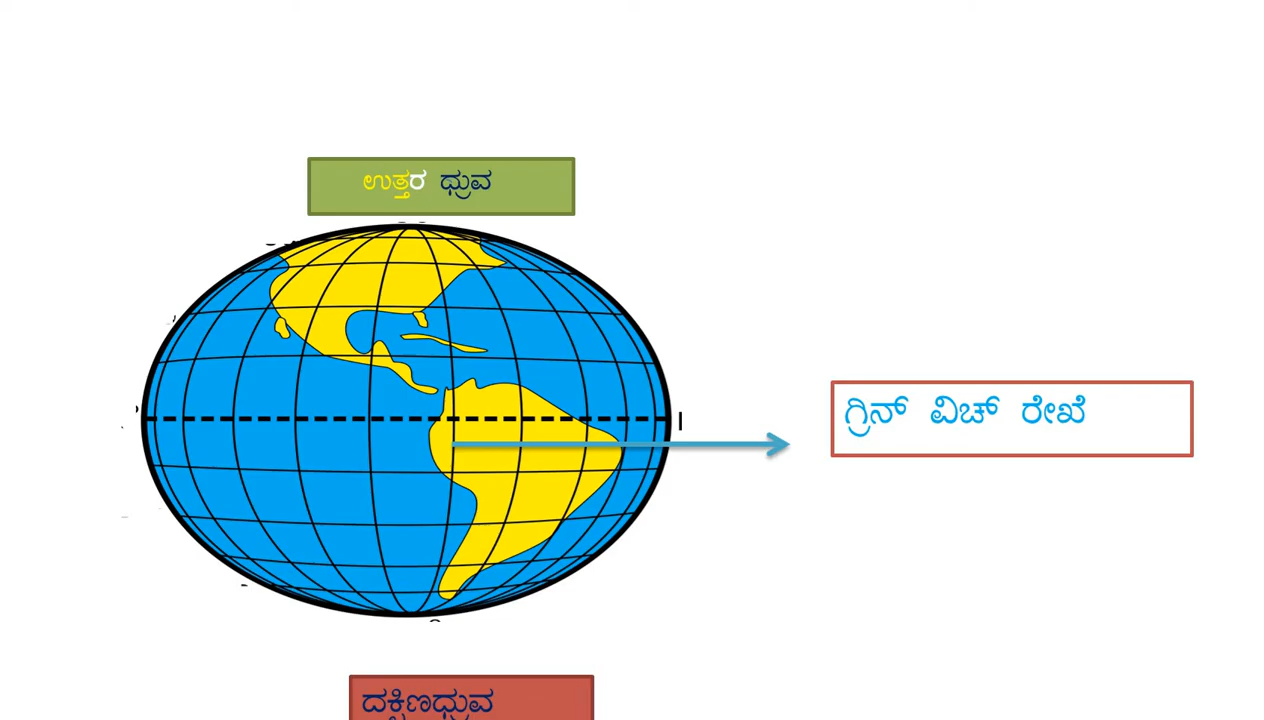 ಉತ್ತರ ಧ್ರುವ
ಗ್ರಿನ್ ವಿಚ್ ರೇಖೆ
ದಕ್ಷಿಣಧ್ರುವ